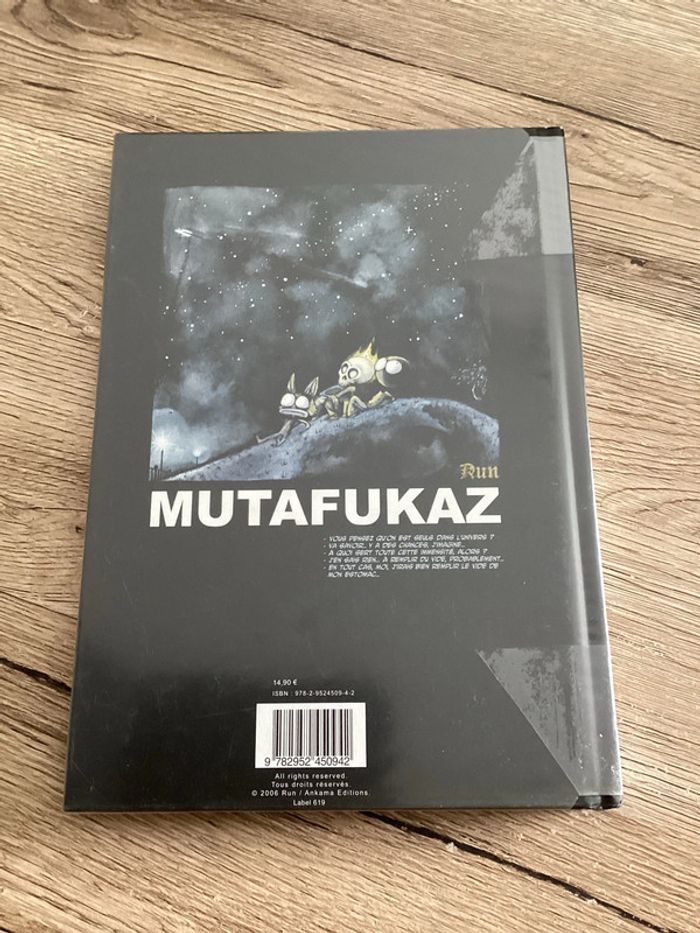 Run
MUTAFUKAZ
- VOUS PENSEZ QU'ON EST SEULS DANS L'UNIVERS ?
- VA SAVOIR... Y A DES CHANCES, J'IMAGINE...
- A QUOI SERT TOUTE CETTE IMMENSITÉ, ALORS ?
- J'EN SAIS RIEN... À REMPLIR DU VIDE, PROBABLEMENT...
- EN TOUT CAS, MOI, J'IRAIS BIEN REMPLIR LE VIDE DE
MON ESTOMAC...
14,90 €
ISBN : 978-2-9524509-4-2
9 782952 450942
All rights reserved.
Tous droits réservés.
© 2006 Run / Ankama Editions.
Label 619